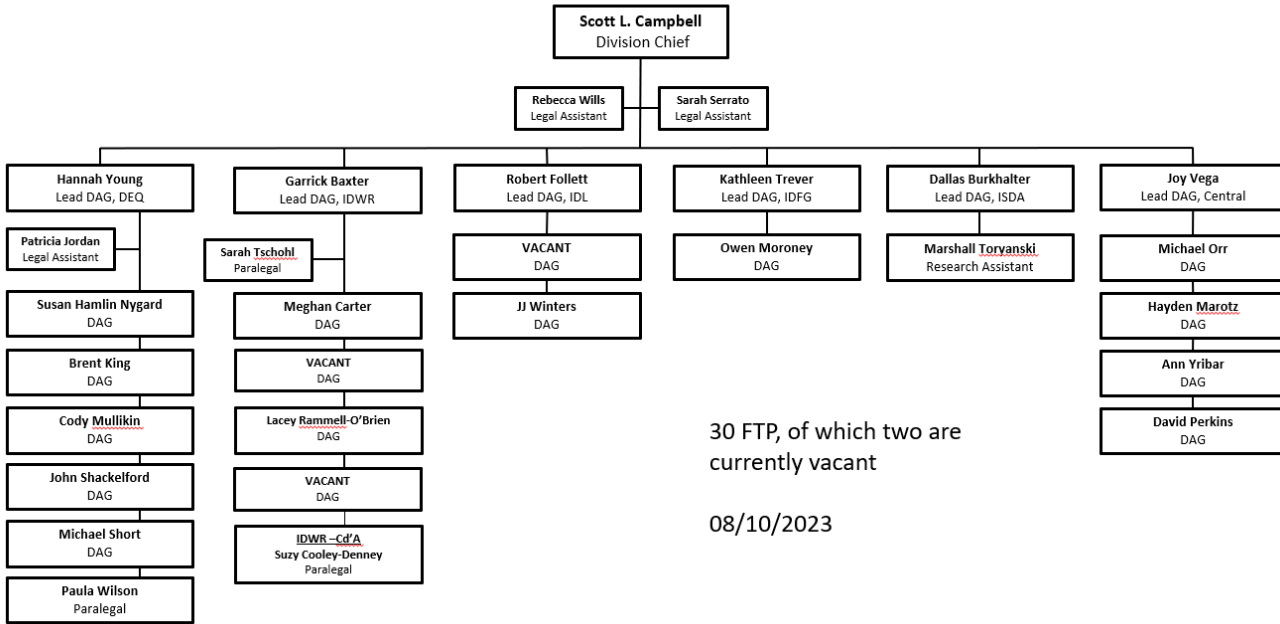 Scott L. Campbell
Division Chief
Rebecca Wills
Legal Assistant
Sarah Serrato
Legal Assistant
Hannah Young
Lead DAG, DEQ
Patricia Jordan
Legal Assistant
Susan Hamlin Nygard
DAG
Brent King
DAG
Cody Mullikin
DAG
John Shackelford
DAG
Michael Short
DAG
Paula Wilson
Paralegal
Garrick Baxter
Lead DAG, IDWR
Sarah Tschohl
Paralegal
Meghan Carter
DAG
VACANT
DAG
Lacey Rammell-O’Brien
DAG
VACANT
DAG
IDWR –Cd’A
Suzy Cooley-Denney
Paralegal
Robert Follett
Lead DAG, IDL
VACANT
DAG
JJ Winters
DAG
Kathleen Trever
Lead DAG, IDFG
Owen Moroney
DAG
Dallas Burkhalter
Lead DAG, ISDA
Marshall Toryanski
Research Assistant
Joy Vega
Lead DAG, Central
Michael Orr
DAG
Hayden Marotz
DAG
Ann Yribar
DAG
David Perkins
DAG
30 FTP, of which two are
currently vacant
08/10/2023